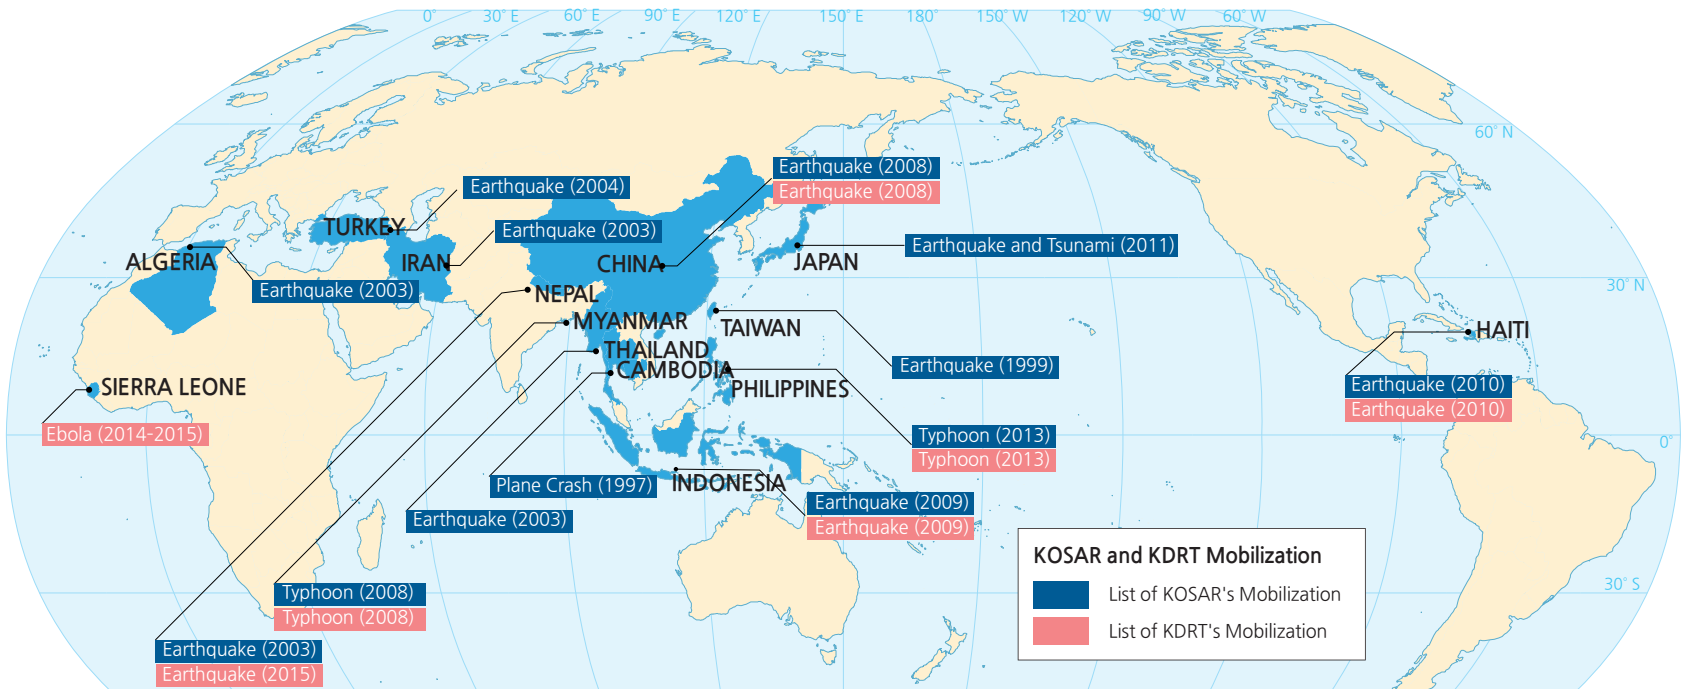 0° 30° E 60° E 90° E 120° E 150° E 180° 150° W 120° W 90° W 60° W
60° N
Earthquake (2008)
Earthquake (2008)
Earthquake (2004)
TURKEY
Earthquake (2003)
Earthquake and Tsunami (2011)
ALGERIA
IRAN
CHINA
JAPAN
Earthquake (2003)
30° N
NEPAL
MYANMAR
TAIWAN
HAITI
THAILAND
CAMBODIA
Earthquake (1999)
SIERRA LEONE
PHILIPPINES
Earthquake (2010)
Earthquake (2010)
Ebola (2014-2015)
Typhoon (2013)
Typhoon (2013)
0°
Plane Crash (1997)
INDONESIA
Earthquake (2003)
Earthquake (2009)
Earthquake (2009)
KOSAR and KDRT Mobilization
List of KOSAR's Mobilization
List of KDRT's Mobilization
30° S
Typhoon (2008)
Typhoon (2008)
Earthquake (2003)
Earthquake (2015)